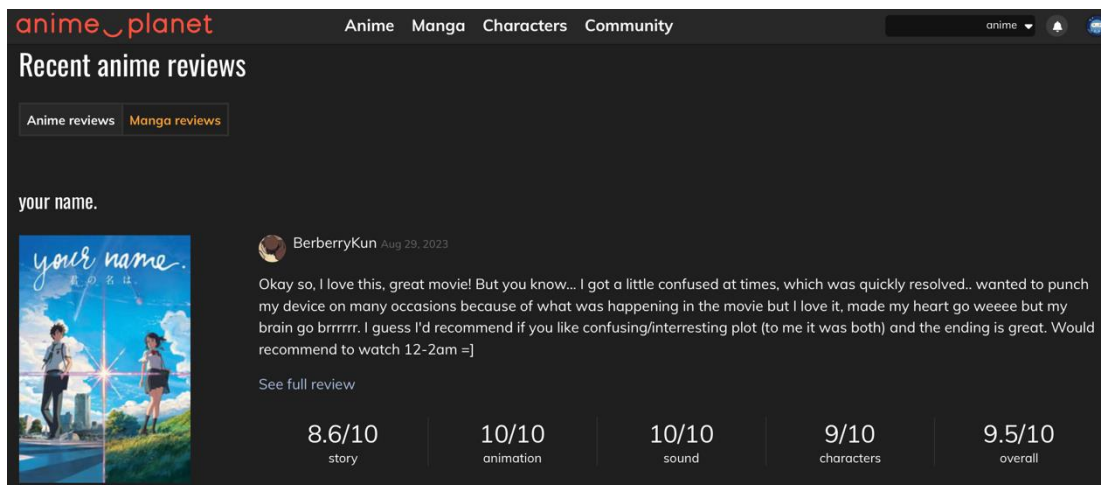 anime planet
Anime Manga Characters Community
anime
Recent anime reviews
Anime reviews Manga reviews
your name.
your name.
君の名は.
BerberryKun Aug 29, 2023
Okay so, I love this, great movie! But you know... I got a little confused at times, which was quickly resolved.. wanted to punch
my device on many occasions because of what was happening in the movie but I love it, made my heart go weeee but my
brain go brrrrrr. I guess I'd recommend if you like confusing/interresting plot (to me it was both) and the ending is great. Would
recommend to watch 12-2am =]
See full review
8.6/10 10/10 10/10 9/10 9.5/10
story animation sound characters overall